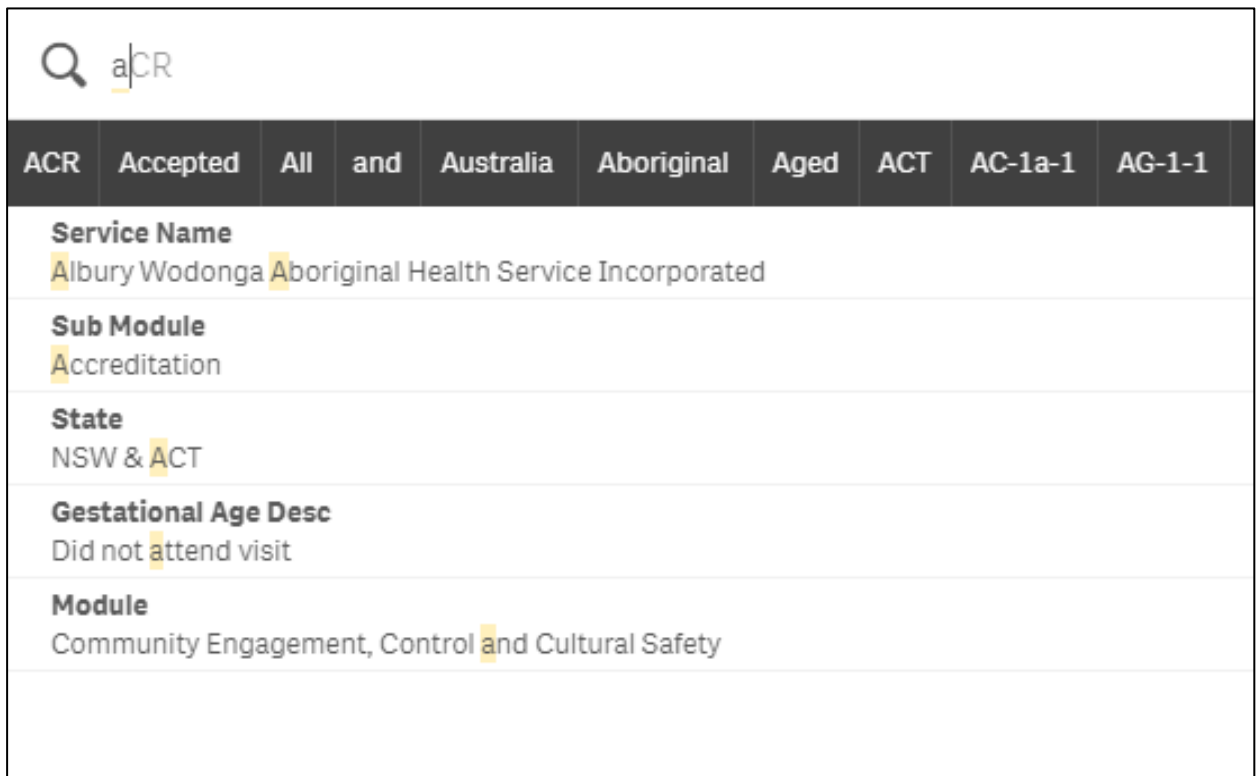 aCR
ACR Accepted All and Australia Aboriginal Aged ACT AC-1a-1 AG-1-1
Service Name
Albury Wodonga Aboriginal Health Service Incorporated
Sub Module
Accreditation
State
NSW & ACT
Gestational Age Desc
Did not attend visit
Module
Community Engagement, Control and Cultural Safety